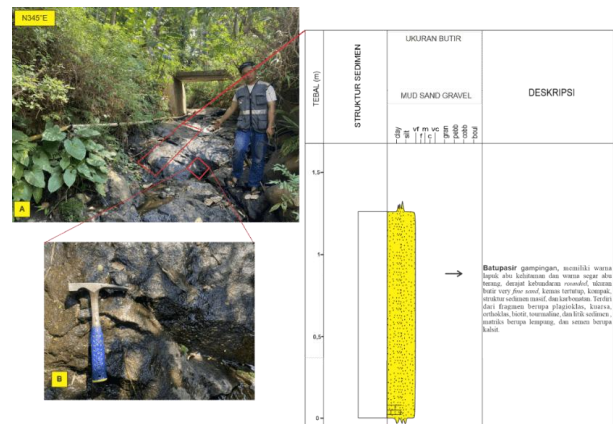 N345°E
A
B
TEBAL (m)
STRUKTUR SEDIMEN
UKURAN BUTIR
MUD SAND GRAVEL
clay
silt
vf
f
m
c
vc
gran
pebb
cobb
boul
DESKRIPSI
1,5
1
0,5
0
Batupasir gampingan, memiliki warna
lapuk abu kehitaman dan warna segar abu
terang, derajat kebundaran rounded, ukuran
butir very fine sand, kemas tertutup, kompak,
struktur sedimen masif, dan karbonatan. Terdiri
dari fragmen berupa plagioklas, kuarsa,
orthoklas, biotit, tourmaline, dan litik sedimen ,
matriks berupa lempung, dan semen berupa
kalsit.